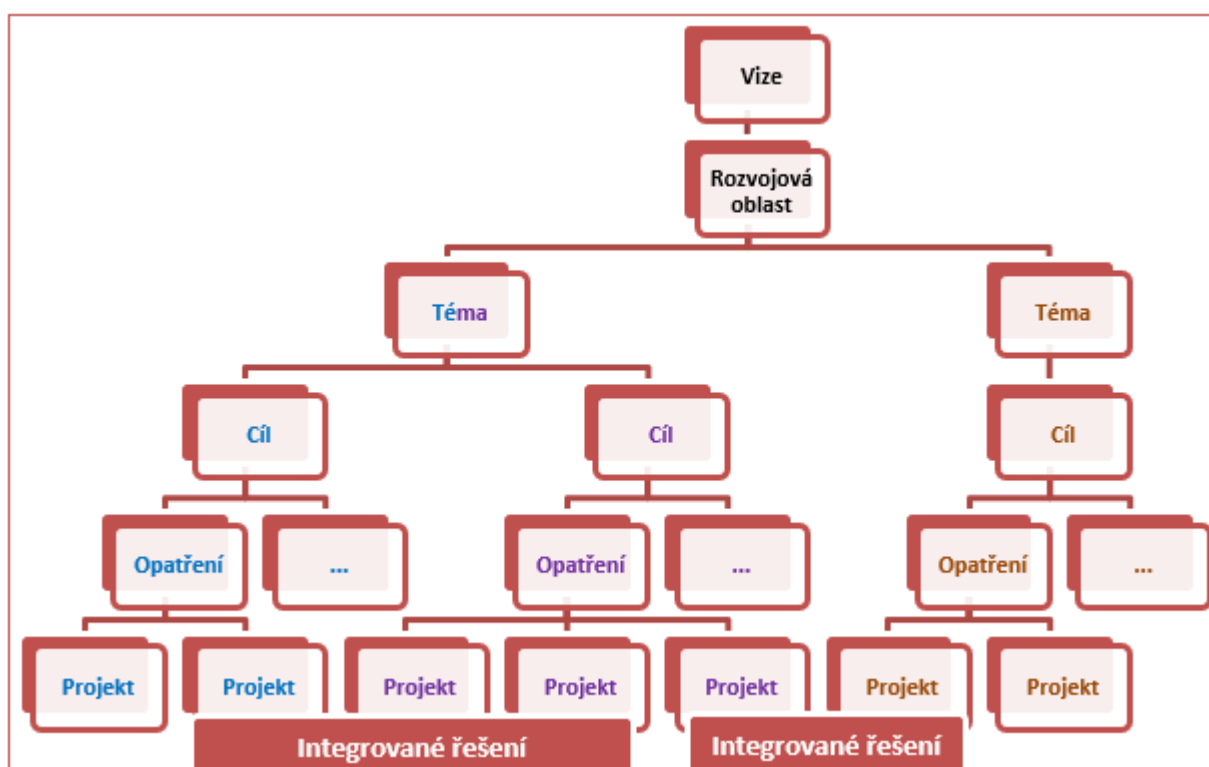 Vize
Rozvojová
oblast
Téma
Téma
Cíl
Cíl
Cíl
Opatření
...
Opatření
...
Opatření
...
Projekt
Projekt
Projekt
Projekt
Projekt
Projekt
Projekt
Integrované řešení
Integrované řešení